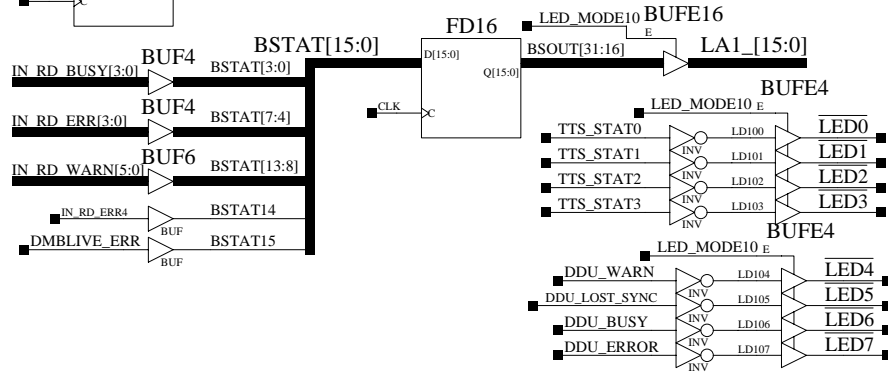 C
FD16
LED_MODE10
BUFE16
E
BSTAT[15:0]
D[15:0]
BSOUT[31:16]
LA1_[15:0]
Q[15:0]
BUF4
IN_RD_BUSY[3:0]
BSTAT[3:0]
BUFE4
LED_MODE10
E
BUF4
IN_RD_ERR[3:0]
BSTAT[7:4]
CLK
C
TTS_STAT0
INV
LD100
LED0
TTS_STAT1
INV
LD101
LED1
BUF6
IN_RD_WARN[5:0]
BSTAT[13:8]
TTS_STAT2
INV
LD102
LED2
TTS_STAT3
INV
LD103
LED3
IN_RD_ERR4
BUF
BSTAT14
BUFE4
DMBLIVE_ERR
BUF
BSTAT15
LED_MODE10
E
DDU_WARN
INV
LD104
LED4
DDU_LOST_SYNC
INV
LD105
LED5
DDU_BUSY
INV
LD106
LED6
DDU_ERROR
INV
LD107
LED7